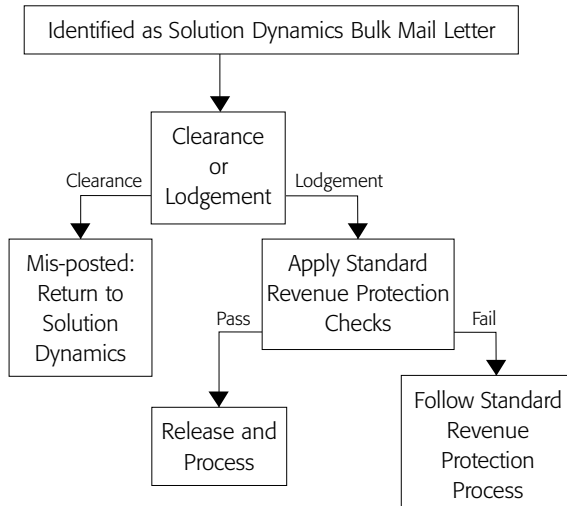 Identified as Solution Dynamics Bulk Mail Letter
Clearance
or
Lodgement
Clearance
Lodgement
Mis-posted:
Return to
Solution
Dynamics
Apply Standard
Revenue Protection
Checks
Pass
Fail
Release and
Process
Follow Standard
Revenue
Protection
Process